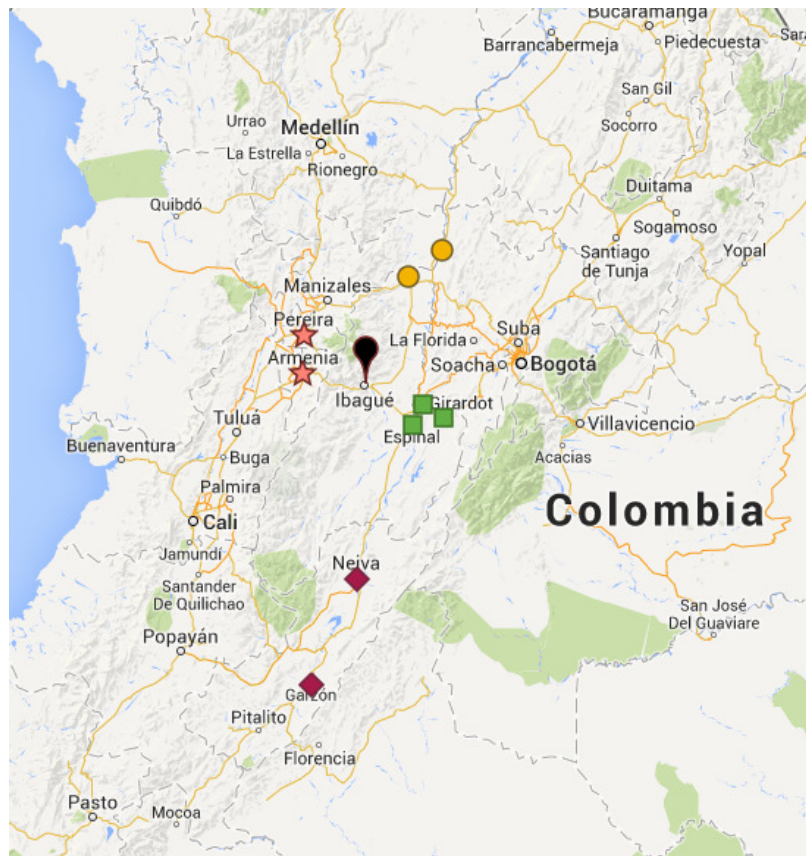 Bucaramanga
Barrancabermeja
Piedecuesta
San Gil
Urrao
Medellín
Socorro
La Estrella
Rionegro
Duitama
Quibdó
Sogamoso
Santiago
de Tunja
Yopal
Manizales
Pereira
La Florida
Suba
Armenia
Soacha
Bogotá
Ibagué
Girardot
Tuluá
Espinal
Villavicencio
Buenaventura
Buga
Acacias
Palmira
Cali
Colombia
Jamundí
Neiva
Santander
De Quilichao
San José
Del Guaviare
Popayán
Garzón
Pitalito
Florencia
Pasto
Mocoa